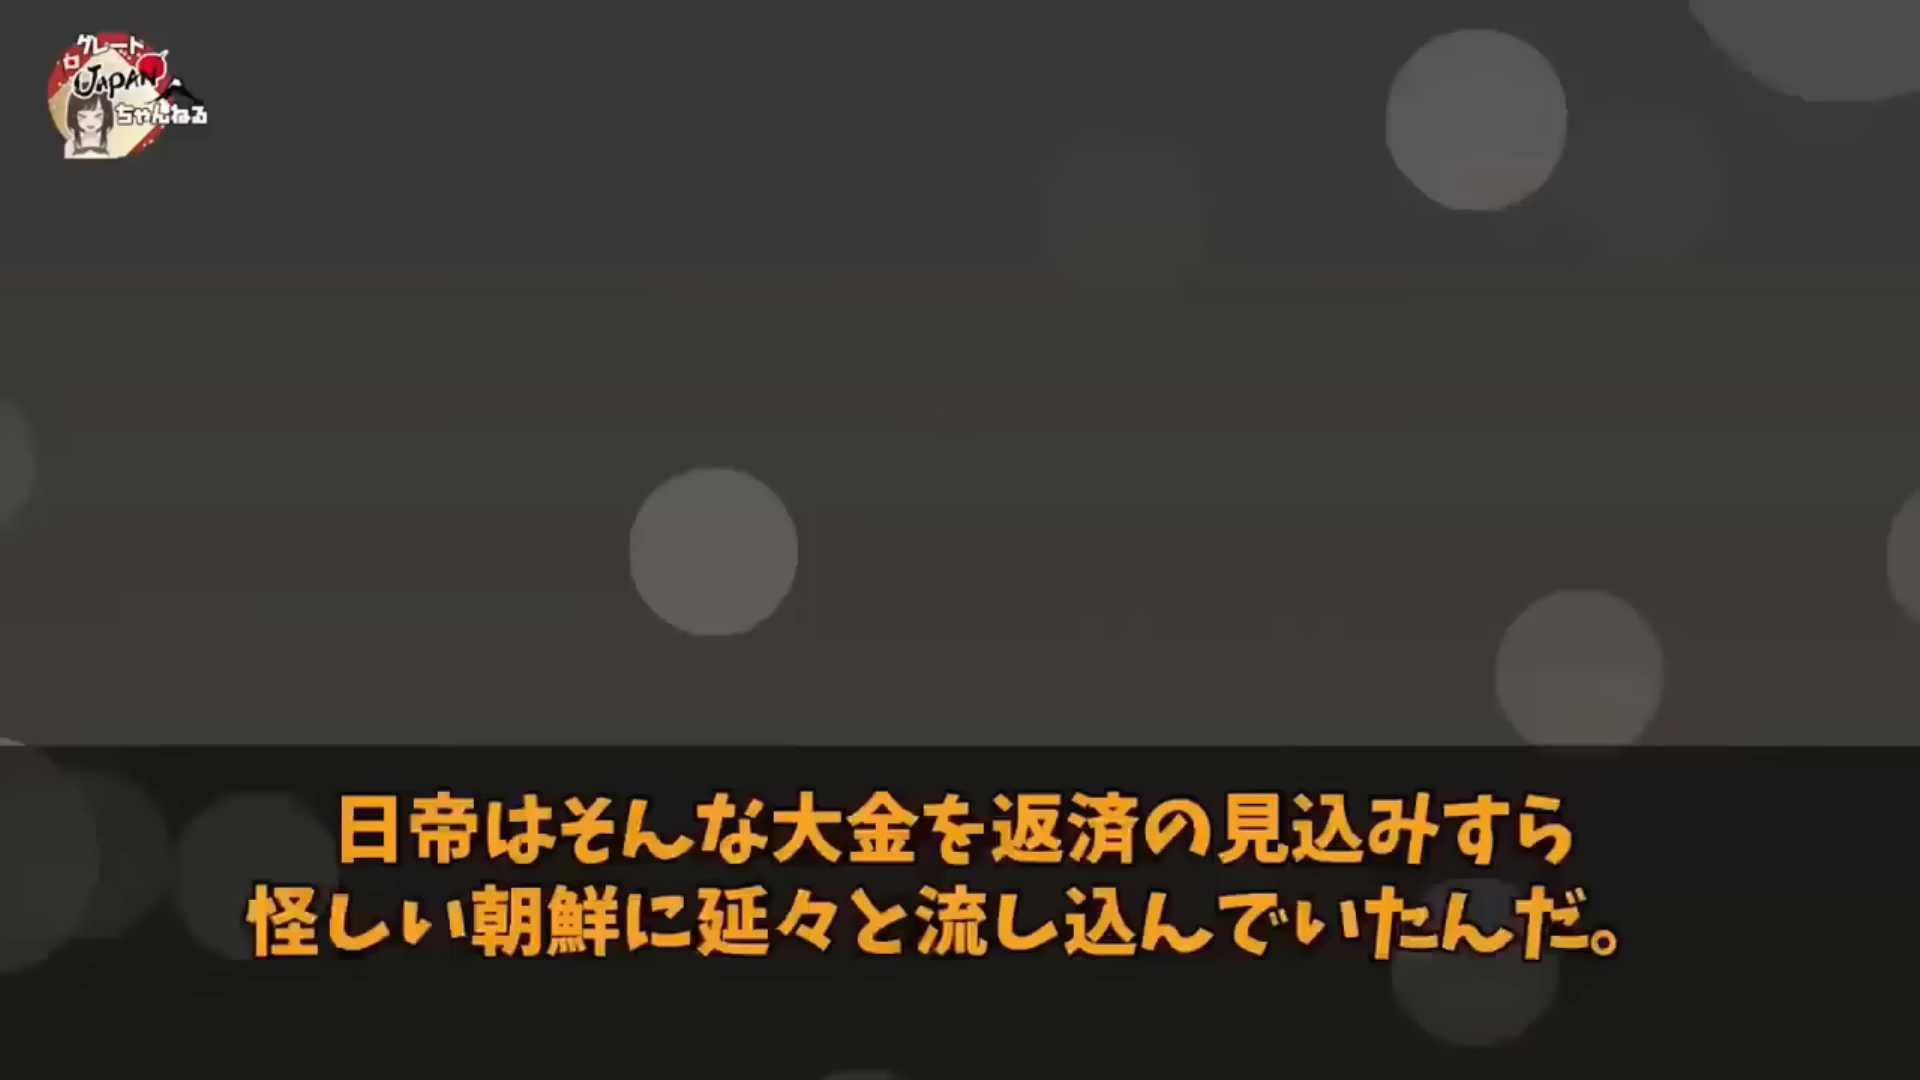 グレート
JAPAN
ちゃんねる
日帝はそんな大金を返済の見込みすら
怪しい朝鮮に延々と流し込んでいたんだ。